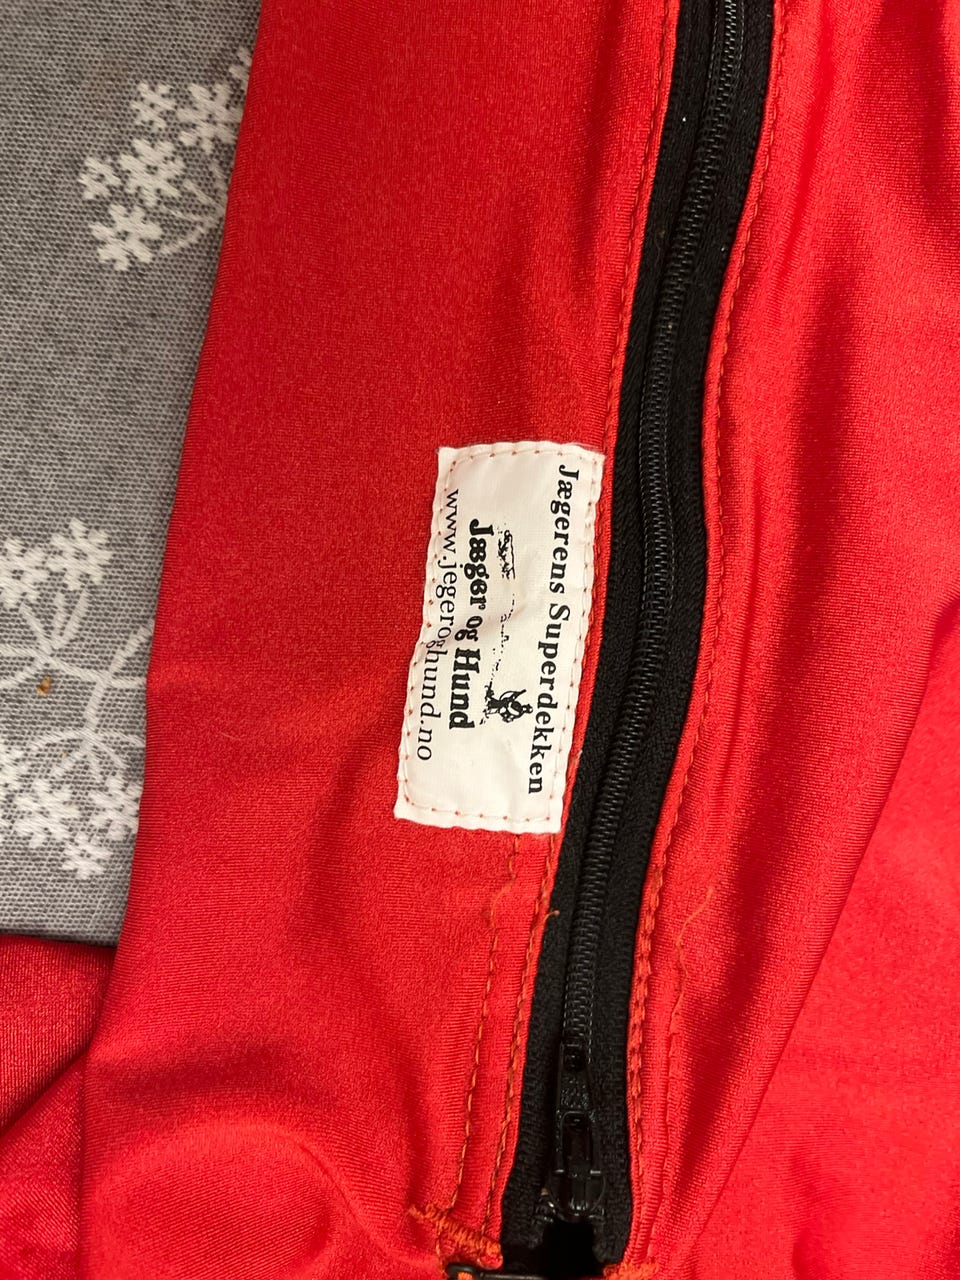 Jægerens Superdekken
Jæger og Hund
www.jegeroghund.no